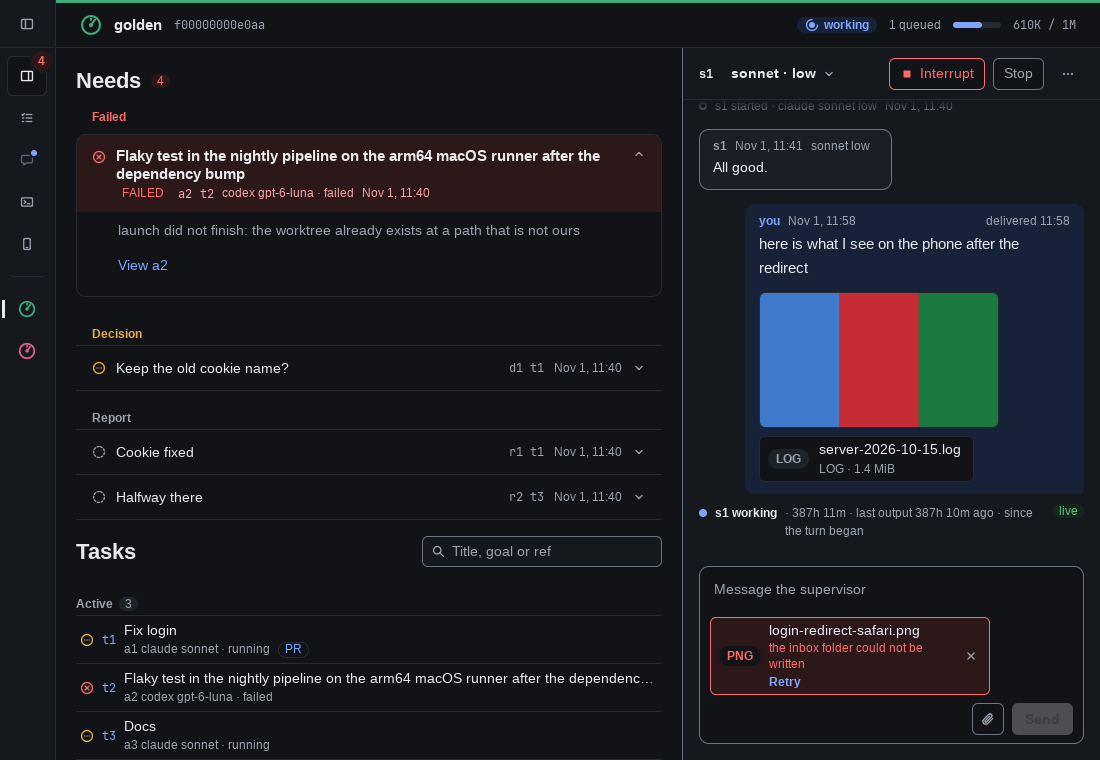 golden f00000000e0aa
working 1 queued 610K / 1M
4
Needs 4
Failed
Flaky test in the nightly pipeline on the arm64 macOS runner after the
dependency bump
FAILED a2 t2 codex gpt-6-luna · failed Nov 1, 11:40
launch did not finish: the worktree already exists at a path that is not ours
View a2
Decision
Keep the old cookie name? d1 t1 Nov 1, 11:40
Report
Cookie fixed r1 t1 Nov 1, 11:40
Halfway there r2 t3 Nov 1, 11:40
Tasks
Title, goal or ref
Active 3
t1 Fix login
a1 claude sonnet · running PR
t2 Flaky test in the nightly pipeline on the arm64 macOS runner after the dependenc…
a2 codex gpt-6-luna · failed
t3 Docs
a3 claude sonnet · running
s1 sonnet · low Interrupt Stop
s1 started · claude sonnet low Nov 1, 11:40
s1 Nov 1, 11:41 sonnet low
All good.
you Nov 1, 11:58 delivered 11:58
here is what I see on the phone after the
redirect
LOG server-2026-10-15.log
LOG · 1.4 MiB
s1 working · 387h 11m · last output 387h 10m ago · since
the turn began
live
Message the supervisor
PNG login-redirect-safari.png
the inbox folder could not be
written
Retry
Send